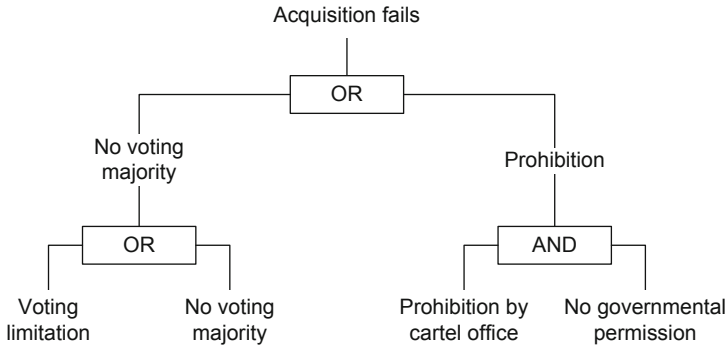 Acquisition fails
OR
No voting
majority
Prohibition
OR
AND
Voting
limitation
No voting
majority
Prohibition by
cartel office
No governmental
permission